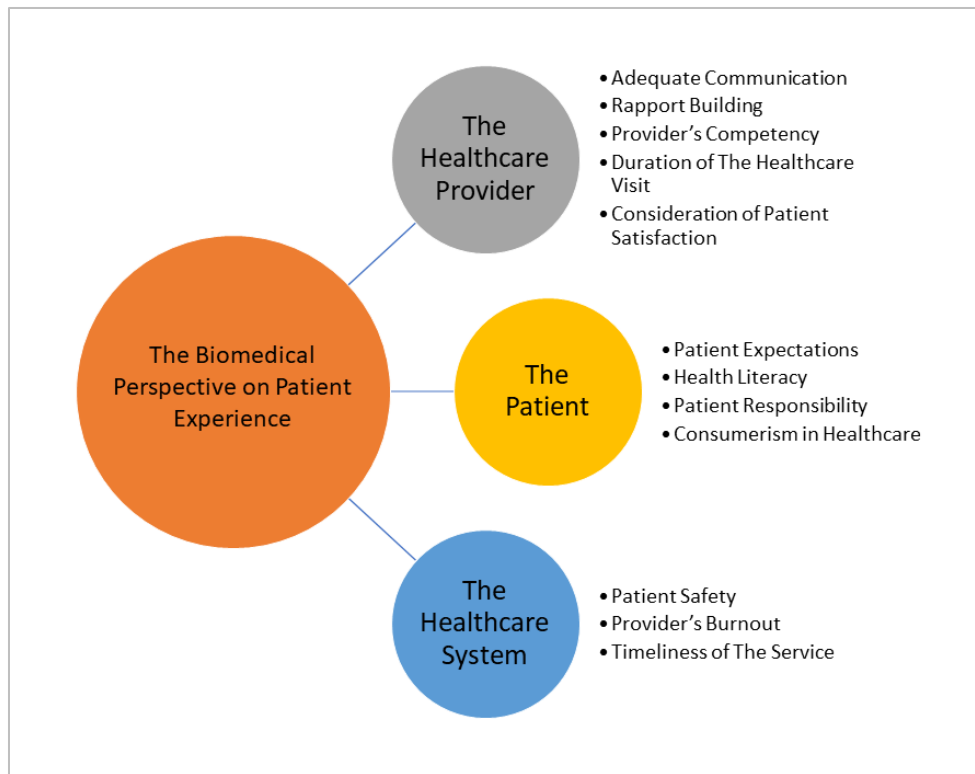 The Biomedical
Perspective on Patient
Experience
The
Healthcare
Provider
• Adequate Communication
• Rapport Building
• Provider’s Competency
• Duration of The Healthcare
Visit
• Consideration of Patient
Satisfaction
The
Patient
• Patient Expectations
• Health Literacy
• Patient Responsibility
• Consumerism in Healthcare
The
Healthcare
System
• Patient Safety
• Provider’s Burnout
• Timeliness of The Service